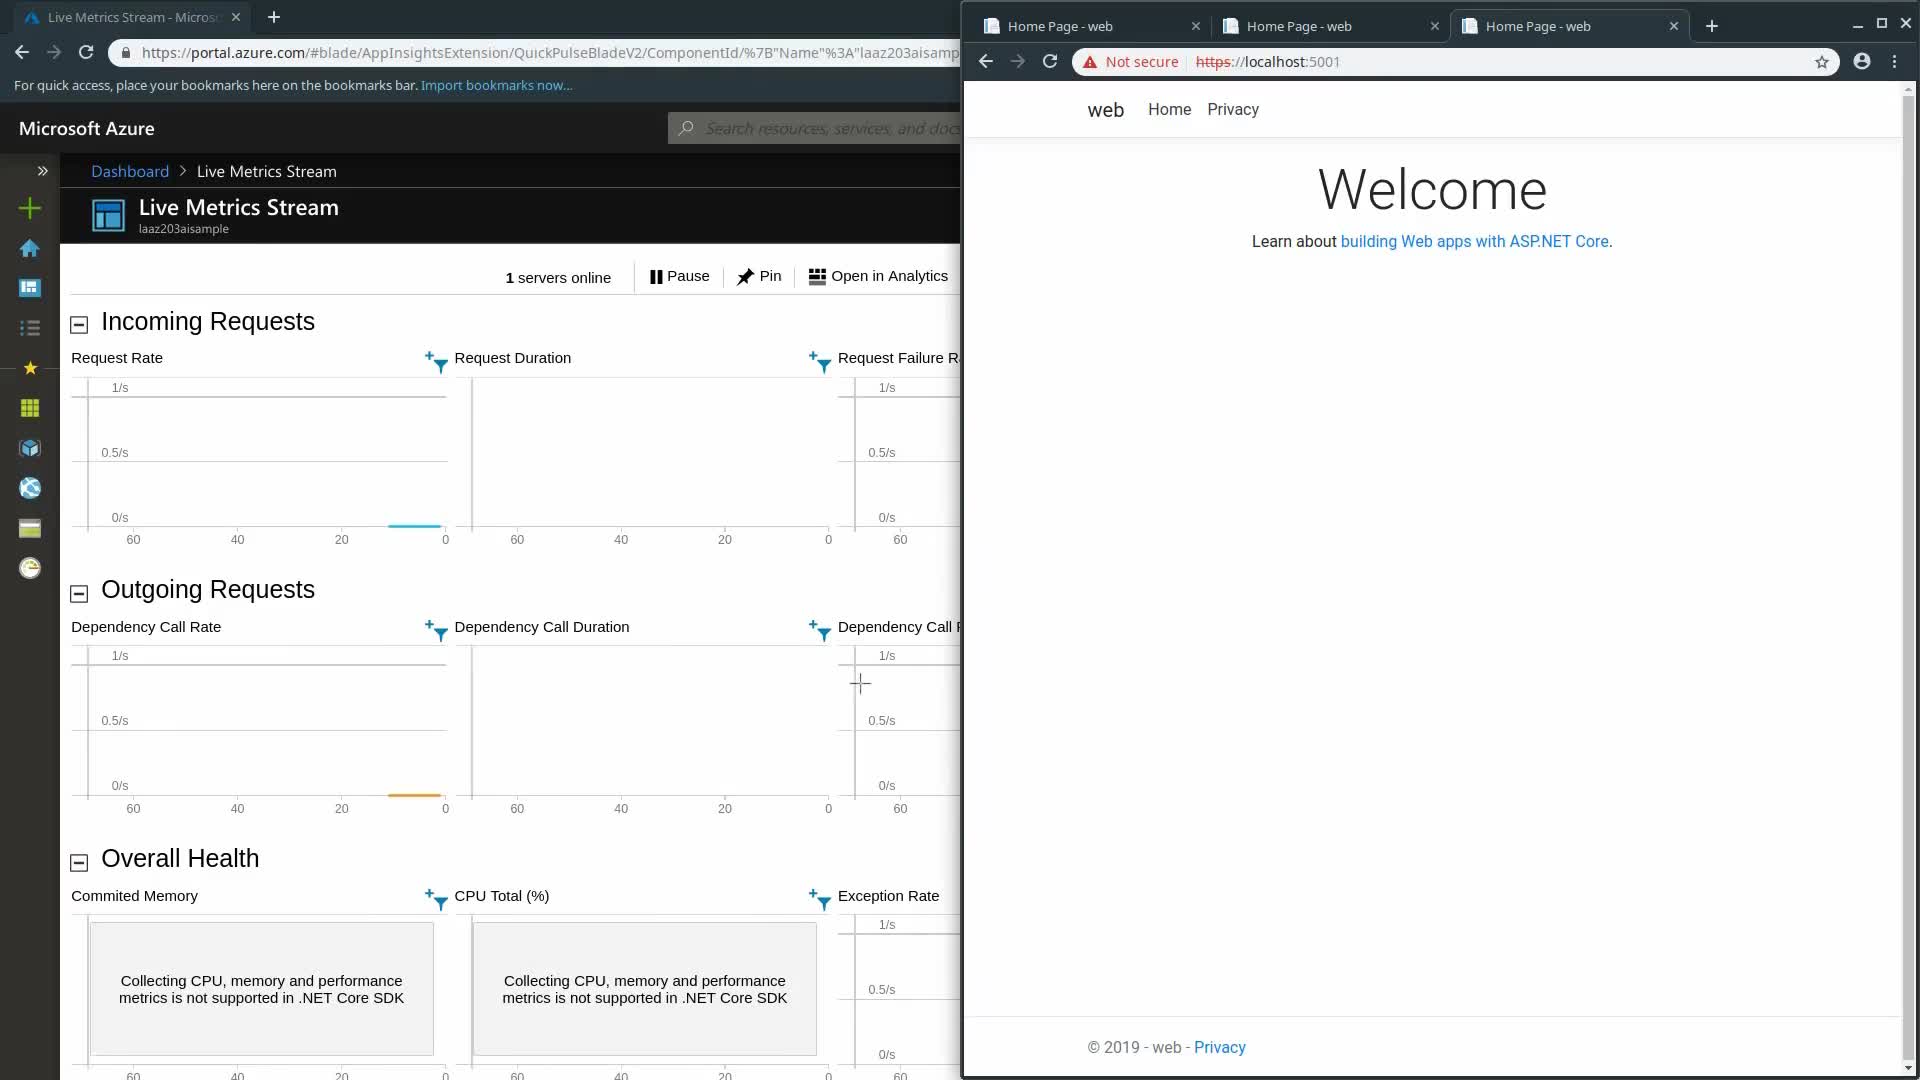 Live Metrics Stream - Micros
https://portal.azure.com/#blade/AppInsightsExtension/QuickPulseBladeV2/ComponentId/%7B"Name"%3A"laaz203aisamp
For quick access, place your bookmarks here on the bookmarks bar. Import bookmarks now...
Microsoft Azure
Search resources, services, and docs
Dashboard > Live Metrics Stream
Live Metrics Stream
laaz203aisample
1 servers online
Pause
Pin
Open in Analytics
Incoming Requests
Request Rate
1/s
0.5/s
0/s
60 40 20 0
Request Duration
60 40 20 0
Request Failure R
1/s
0.5/s
0/s
60
Outgoing Requests
Dependency Call Rate
1/s
0.5/s
0/s
60 40 20 0
Dependency Call Duration
60 40 20 0
Dependency Call
1/s
0.5/s
0/s
60
Overall Health
Commited Memory
Collecting CPU, memory and performance
metrics is not supported in .NET Core SDK
60 40 20 0
CPU Total (%)
Collecting CPU, memory and performance
metrics is not supported in .NET Core SDK
60 40 20 0
Exception Rate
1/s
0.5/s
0/s
60
Home Page - web
Home Page - web
Home Page - web
Not secure https://localhost:5001
web Home Privacy
Welcome
Learn about building Web apps with ASP.NET Core.
© 2019 - web - Privacy